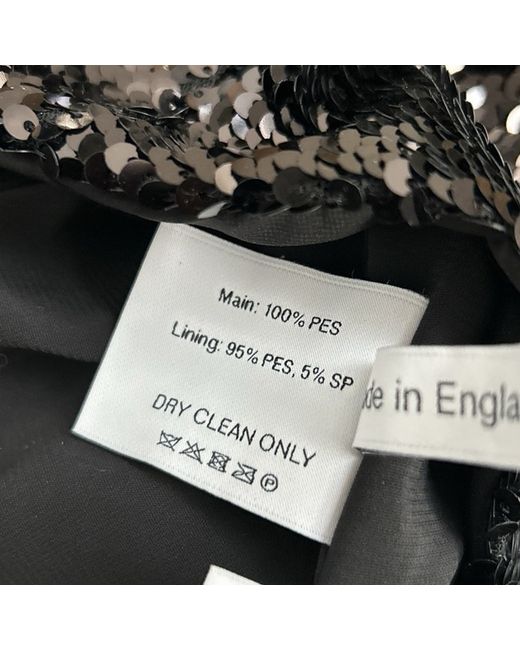 Main: 100% PES
Lining: 95% PES, 5% SP
DRY CLEAN ONLY
P
de in Engla